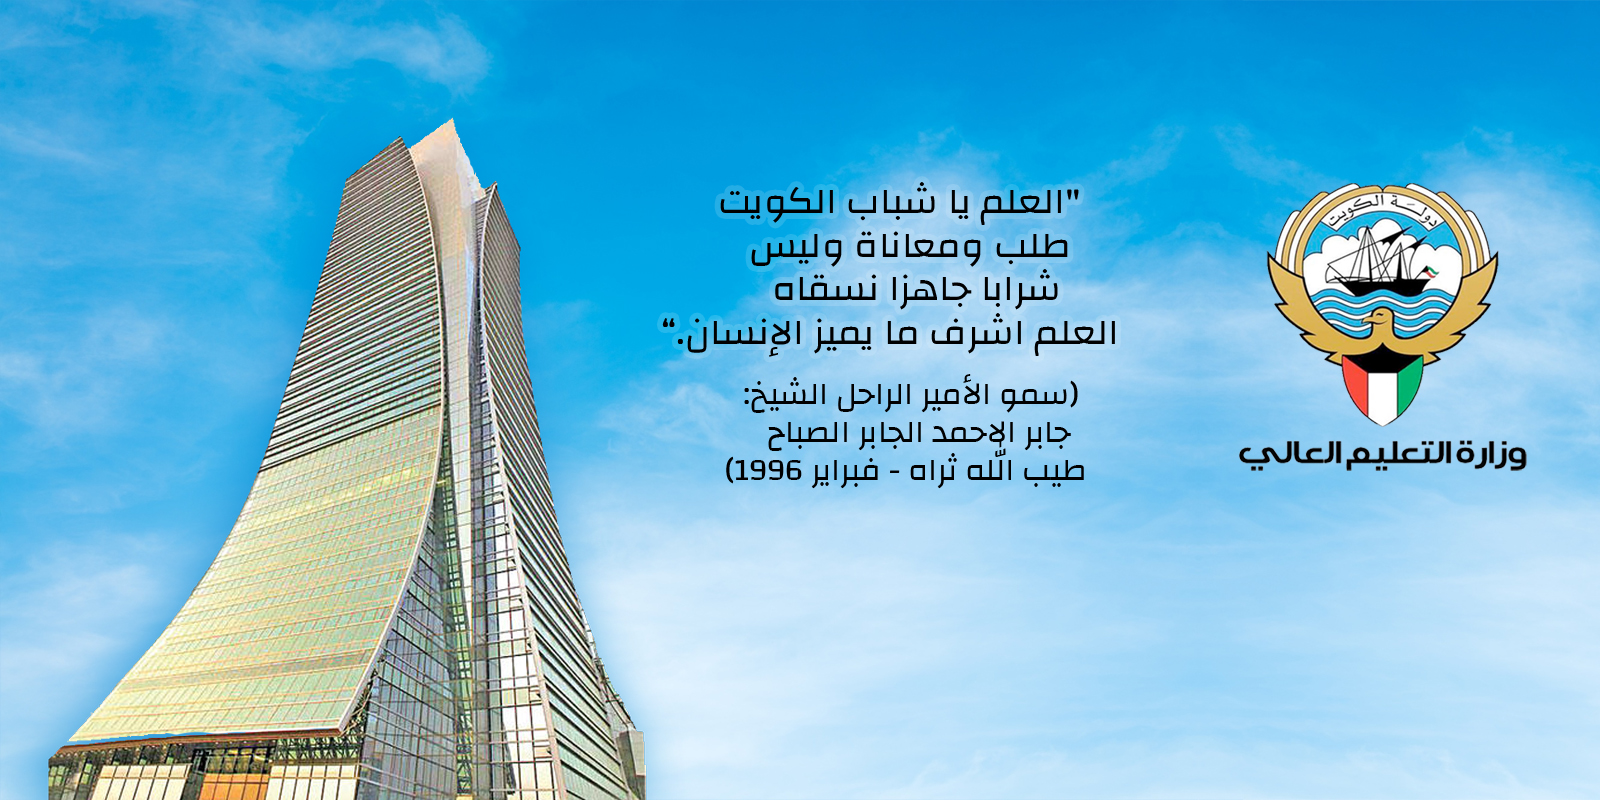 "العلم يا شباب الكويت
طلب ومعاناة وليس
شرابا جاهزا نسقاه
العلم اشرف ما يميز الإنسان.“
(سمو الأمير الراحل الشيخ:
جابر الاحمد الجابر الصباح
طيب الله ثراه - فبراير 1996)
دولـة الكويت
وزارة التعليم العالي